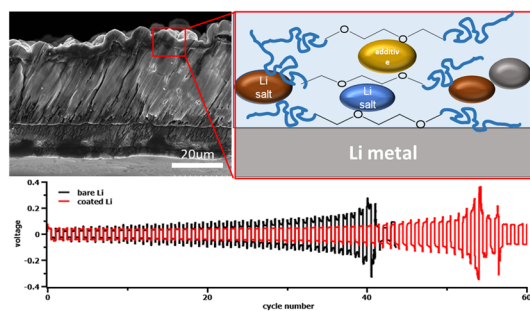 20um
O
O
additiv
e
Li
salt
O
O
Li
salt
O
O
Li metal
bare Li
coated Li
voltage
0.4
0.2
0
-0.2
-0.4
0
20
40
60
cycle number